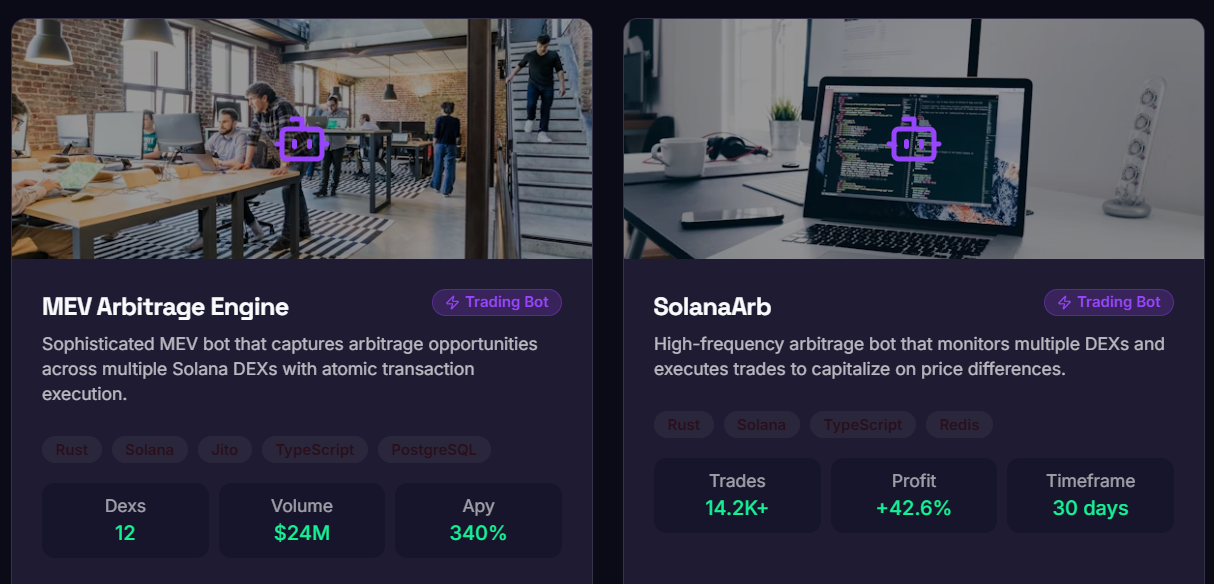 MEV Arbitrage Engine
Trading Bot
Sophisticated MEV bot that captures arbitrage opportunities
across multiple Solana DEXs with atomic transaction
execution.
Rust Solana Jito TypeScript PostgreSQL
Dexs Volume Apy
12 $24M 340%
SolanaArb
Trading Bot
High-frequency arbitrage bot that monitors multiple DEXs and
executes trades to capitalize on price differences.
Rust Solana TypeScript Redis
Trades Profit Timeframe
14.2K+ +42.6% 30 days